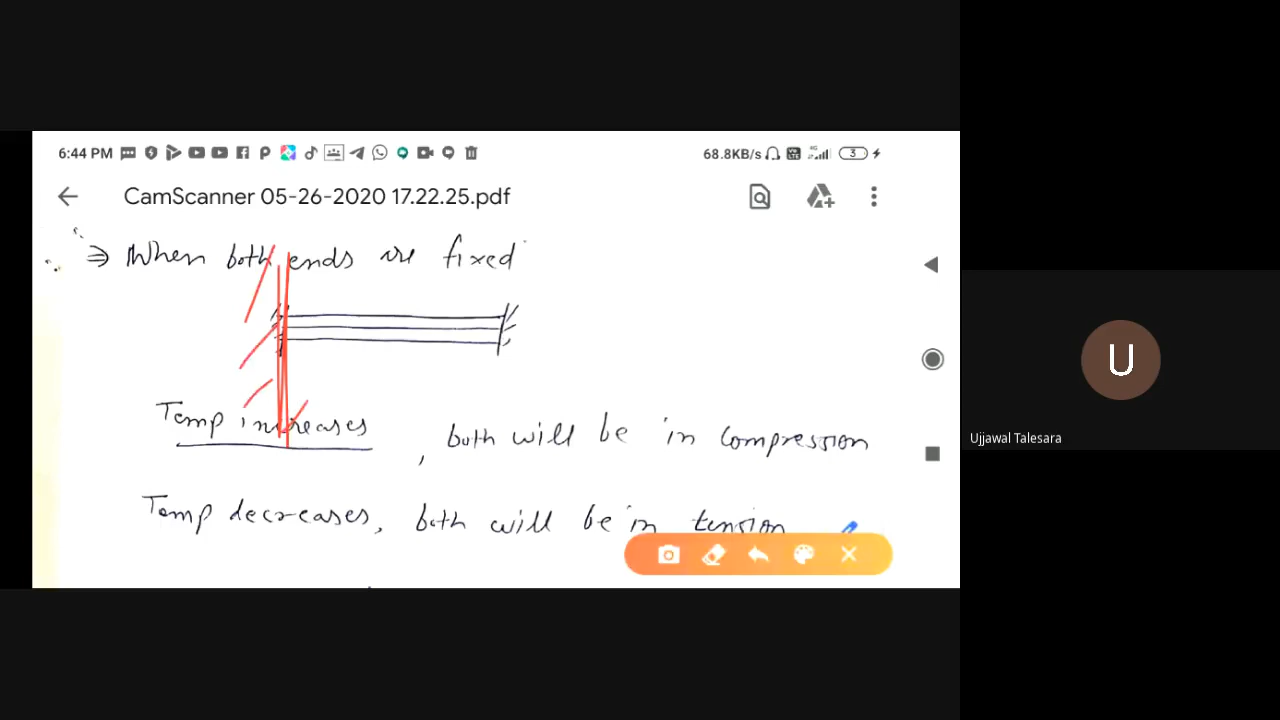 6:44 PM
68.8KB/s
3
CamScanner 05-26-2020 17.22.25.pdf
⇒ When both ends are fixed
Temp increases , both will be in compression
Temp decreases, both will be in tension
U
Ujjawal Talesara